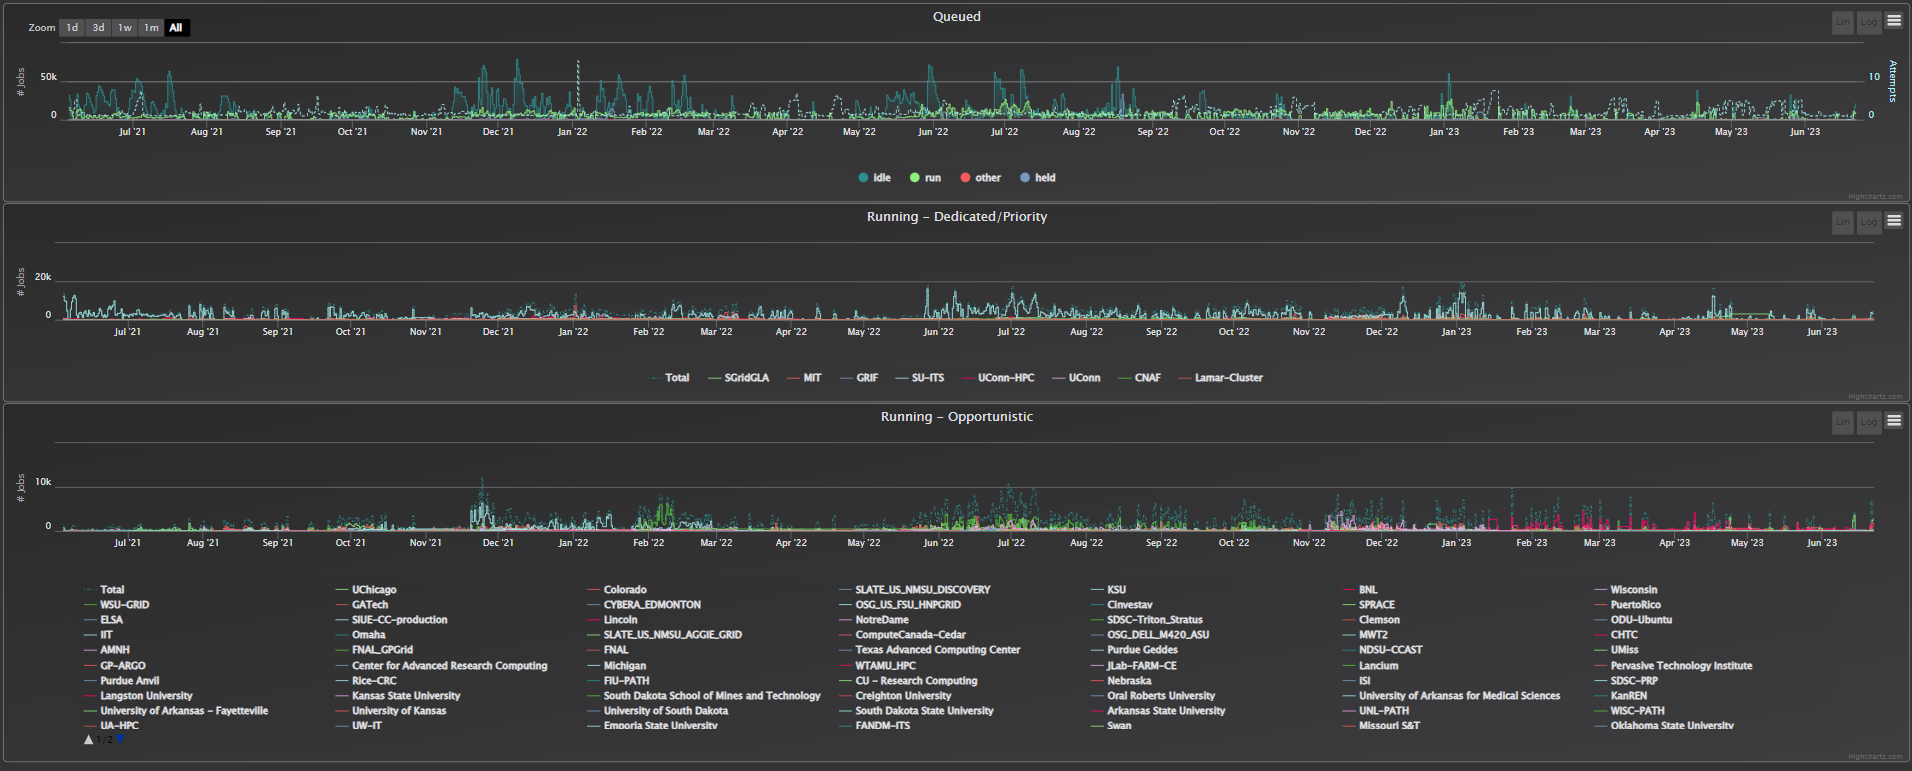 Queued
Zoom 1d 3d 1w 1m All
Lin Log
# Jobs
50k
0
Attempts
10
0
Jul '21 Aug '21 Sep '21 Oct '21 Nov '21 Dec '21 Jan '22 Feb '22 Mar '22 Apr '22 May '22 Jun '22 Jul '22 Aug '22 Sep '22 Oct '22 Nov '22 Dec '22 Jan '23 Feb '23 Mar '23 Apr '23 May '23 Jun '23
idle run other held
Highcharts.com
Running - Dedicated/Priority
Lin Log
# Jobs
20k
0
Jul '21 Aug '21 Sep '21 Oct '21 Nov '21 Dec '21 Jan '22 Feb '22 Mar '22 Apr '22 May '22 Jun '22 Jul '22 Aug '22 Sep '22 Oct '22 Nov '22 Dec '22 Jan '23 Feb '23 Mar '23 Apr '23 May '23 Jun '23
Total SGridGLA MIT GRIF SU-ITS UConn-HPC UConn CNAF Lamar-Cluster
Highcharts.com
Running - Opportunistic
Lin Log
# Jobs
10k
0
Jul '21 Aug '21 Sep '21 Oct '21 Nov '21 Dec '21 Jan '22 Feb '22 Mar '22 Apr '22 May '22 Jun '22 Jul '22 Aug '22 Sep '22 Oct '22 Nov '22 Dec '22 Jan '23 Feb '23 Mar '23 Apr '23 May '23 Jun '23
Total UChicago Colorado SLATE_US_NMSU_DISCOVERY KSU BNL Wisconsin
WSU-GRID GATech CYBERA_EDMONTON OSG_US_FSU_HNPGRID Cinvestav SPRACE PuertoRico
ELSA SIUE-CC-production Lincoln NotreDame SDSC-Triton_Stratus Clemson ODU-Ubuntu
IIT Omaha SLATE_US_NMSU_AGGIE_GRID ComputeCanada-Cedar OSG_DELL_M420_ASU MWT2 CHTC
AMNH FNAL_GPGrid FNAL Texas Advanced Computing Center Purdue Geddes NDSU-CCAST UMiss
GP-ARGO Center for Advanced Research Computing Michigan WTAMU_HPC JLab-FARM-CE Lancium Pervasive Technology Institute
Purdue Anvil Rice-CRC FIU-PATH CU - Research Computing Nebraska ISI SDSC-PRP
Langston University Kansas State University South Dakota School of Mines and Technology Creighton University Oral Roberts University University of Arkansas for Medical Sciences KanREN
University of Arkansas - Fayetteville University of Kansas University of South Dakota South Dakota State University Arkansas State University UNL-PATH WISC-PATH
UA-HPC UW-IT Emporia State University FANDM-ITS Swan Missouri S&T Oklahoma State University
1/2
Highcharts.com